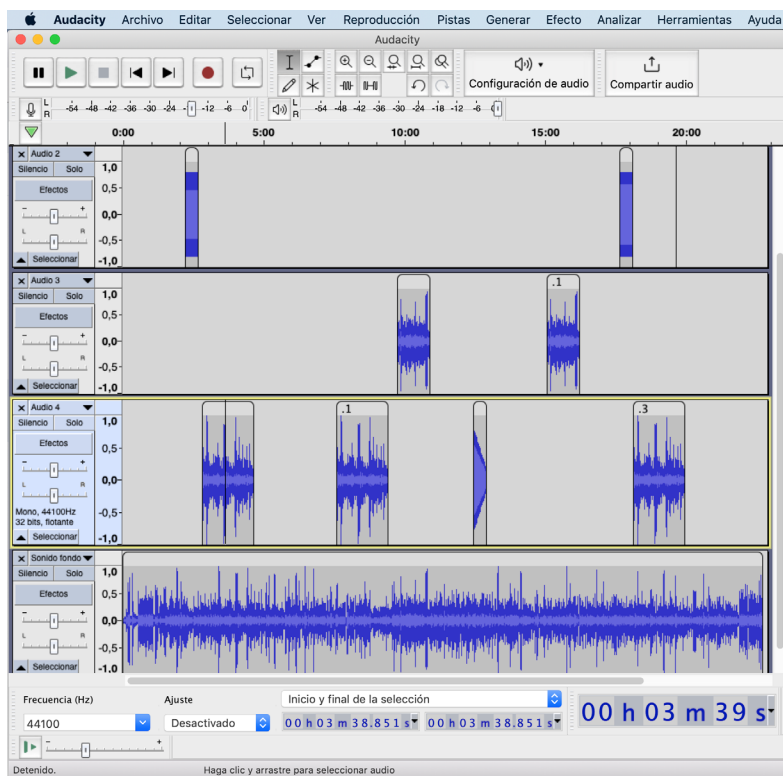 Audacity Archivo Editar Seleccionar Ver Reproducción Pistas Generar Efecto Analizar Herramientas Ayuda
Audacity
Configuración de audio
Compartir audio
L R -54 -48 -42 -36 -30 -24 -12 -6 0
L R -54 -48 -42 -36 -30 -24 -18 -12 -6
0:00 5:00 10:00 15:00 20:00
Audio 2
Silencio Solo
Efectos
- +
L R
Seleccionar
1,0
0,5
0,0
-0,5
-1,0
Audio 3
Silencio Solo
Efectos
- +
L R
Seleccionar
1,0
0,5
0,0
-0,5
-1,0
.1
Audio 4
Silencio Solo
Efectos
- +
L R
Mono, 44100Hz
32 bits, flotante
Seleccionar
1,0
0,5
0,0
-0,5
-1,0
.1
.3
Sonido fondo
Silencio Solo
Efectos
- +
L R
Seleccionar
1,0
0,5
0,0
-0,5
-1,0
Frecuencia (Hz)
44100
Ajuste
Desactivado
Inicio y final de la selección
00 h 03 m 38.851 s 00 h 03 m 38.851 s
00 h 03 m 39 s
- +
Detenido.
Haga clic y arrastre para seleccionar audio